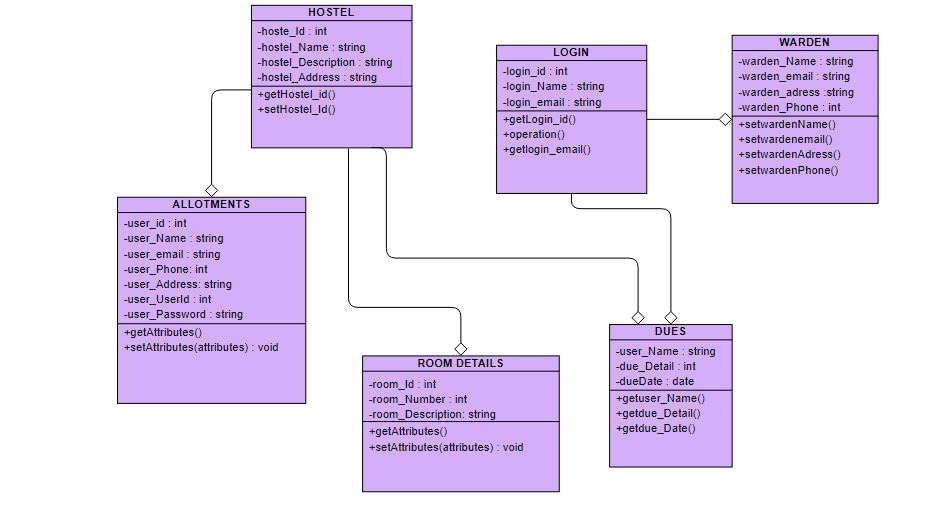 HOSTEL
-hoste_Id : int
-hostel_Name : string
-hostel_Description : string
-hostel_Address : string
+getHostel_id()
+setHostel_Id()
LOGIN
-login_id : int
-login_Name : string
-login_email : string
+getLogin_id()
+operation()
+getlogin_email()
WARDEN
-warden_Name : string
-warden_email : string
-warden_adress :string
-warden_Phone : int
+setwardenName()
+setwardenemail()
+setwardenAdress()
+setwardenPhone()
ALLOTMENTS
-user_id : int
-user_Name : string
-user_email : string
-user_Phone: int
-user_Address: string
-user_UserId : int
-user_Password : string
+getAttributes()
+setAttributes(attributes) : void
ROOM DETAILS
-room_Id : int
-room_Number : int
-room_Description: string
+getAttributes()
+setAttributes(attributes) : void
DUES
-user_Name : string
-due_Detail : int
-dueDate : date
+getuser_Name()
+getdue_Detail()
+getdue_Date()